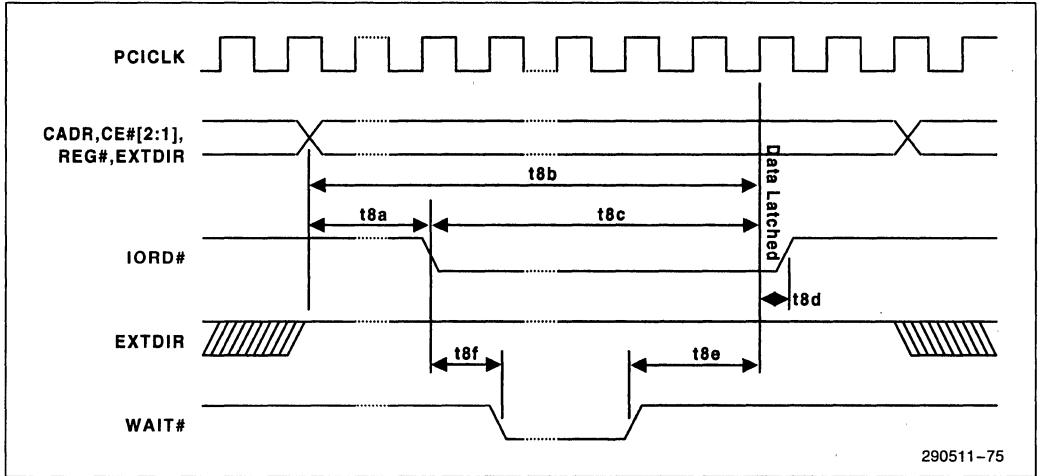 PCICLK
CADR,CE#[2:1],
REG#,EXTDIR
t8b
Data Latched
t8a
t8c
IORD#
t8d
EXTDIR
t8f
t8e
WAIT#
290511-75